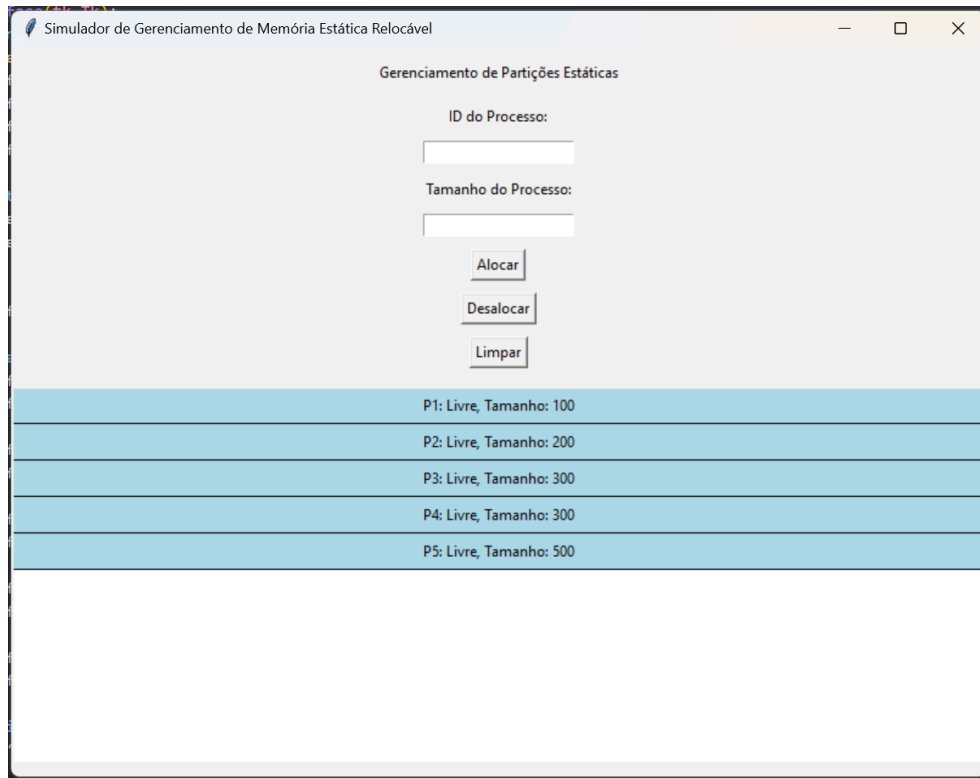 Simulador de Gerenciamento de Memória Estática Relocável
Gerenciamento de Partições Estáticas
ID do Processo:
Tamanho do Processo:
Alocar
Desalocar
Limpar
P1: Livre, Tamanho: 100
P2: Livre, Tamanho: 200
P3: Livre, Tamanho: 300
P4: Livre, Tamanho: 300
P5: Livre, Tamanho: 500